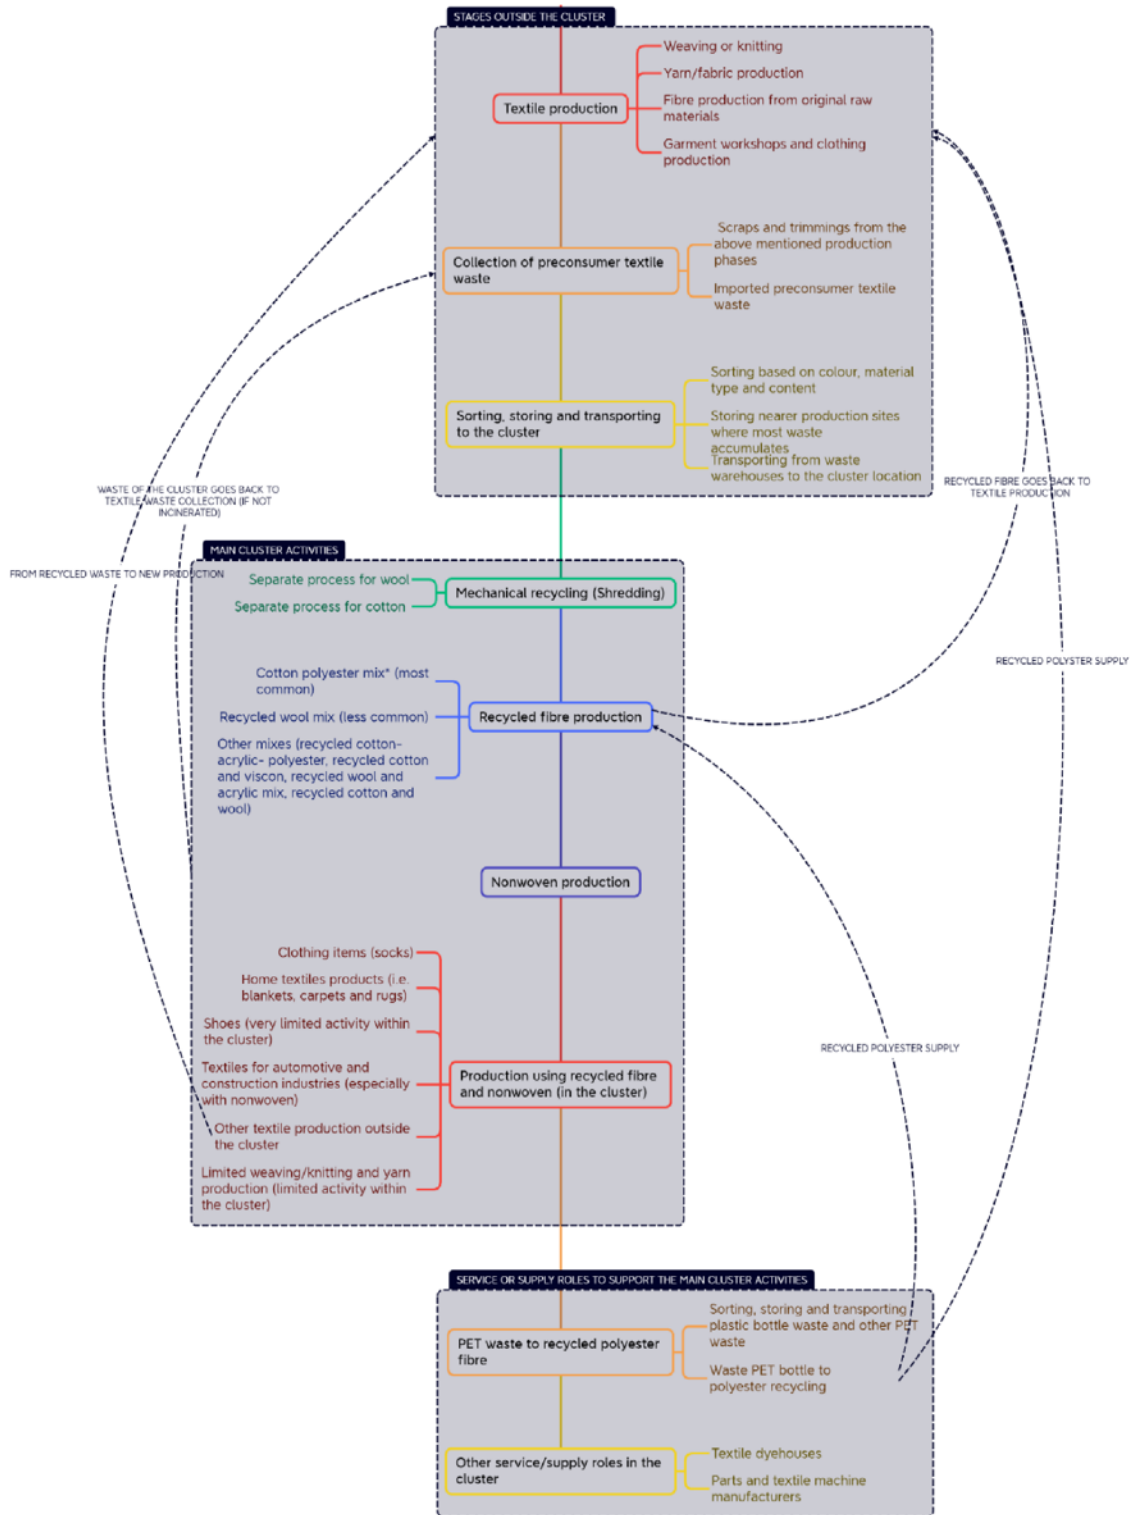 STAGES OUTSIDE THE CLUSTER
Weaving or knitting
Yarn/fabric production
Textile production
Fibre production from original raw
materials
Garment workshops and clothing
production
Scraps and trimmings from the
above mentioned production
phases
Collection of preconsumer textile
waste
Imported preconsumer textile
waste
Sorting based on colour, material
type and content
Sorting, storing and transporting
to the cluster
Storing nearer production sites
where most waste
accumulates
Transporting from waste
warehouses to the cluster location
WASTE OF THE CLUSTER GOES BACK TO
TEXTILE WASTE COLLECTION (IF NOT
INCINERATED)
RECYCLED FIBRE GOES BACK TO
TEXTILE PRODUCTION
MAIN CLUSTER ACTIVITIES
FROM RECYCLED WASTE TO NEW PRODUCTION
Separate process for wool
Mechanical recycling (Shredding)
Separate process for cotton
RECYCLED POLYSTER SUPPLY
Cotton polyester mix* (most
common)
Recycled wool mix (less common)
Recycled fibre production
Other mixes (recycled cotton-
acrylic- polyester, recycled cotton
and viscon, recycled wool and
acrylic mix, recycled cotton and
wool)
Nonwoven production
Clothing items (socks)
Home textiles products (i.e.
blankets, carpets and rugs)
Shoes (very limited activity within
the cluster)
RECYCLED POLYESTER SUPPLY
Textiles for automotive and
construction industries (especially
with nonwoven)
Production using recycled fibre
and nonwoven (in the cluster)
Other textile production outside
the cluster
Limited weaving/knitting and yarn
production (limited activity within
the cluster)
SERVICE OR SUPPLY ROLES TO SUPPORT THE MAIN CLUSTER ACTIVITIES
Sorting, storing and transporting
plastic bottle waste and other PET
waste
PET waste to recycled polyester
fibre
Waste PET bottle to
polyester recycling
Textile dyehouses
Other service/supply roles in the
cluster
Parts and textile machine
manufacturers